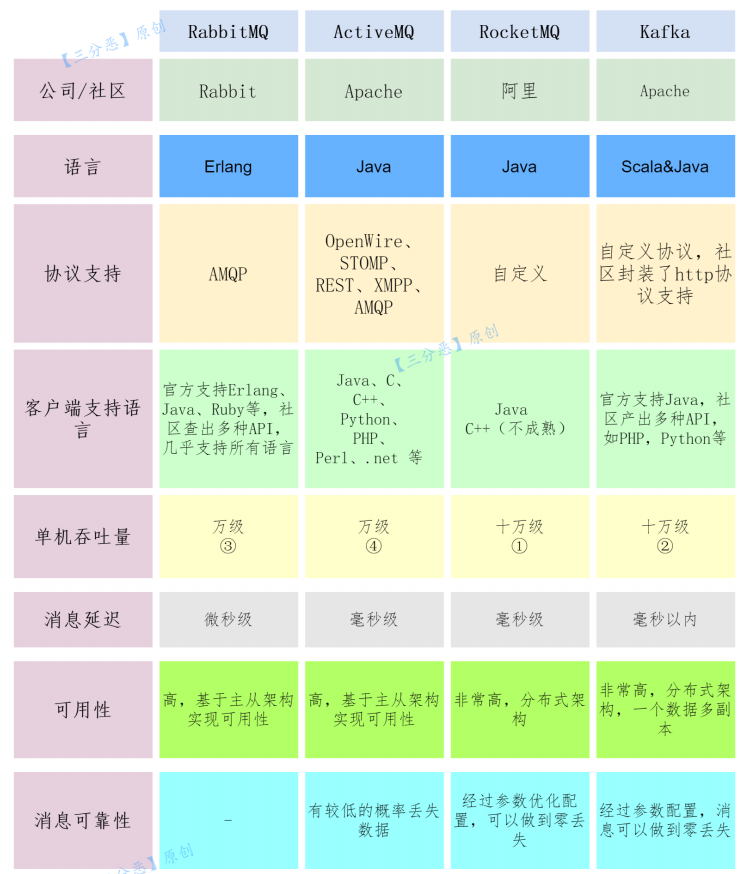 RabbitMQ
ActiveMQ
RocketMQ
Kafka
【三分恶】原创
公司/社区
Rabbit
Apache
阿里
Apache
语言
Erlang
Java
Java
Scala&Java
协议支持
AMQP
OpenWire、
STOMP、
REST、XMPP、
AMQP
自定义
自定义协议，社
区封装了http协
议支持
【三分恶】原创
客户端支持语
言
官方支持Erlang、
Java、Ruby等，社
区查出多种API，
几乎支持所有语言
Java、C、
C++、
Python、
PHP、
Perl、.net 等
Java
C++（不成熟）
官方支持Java，社
区产出多种API，
如PHP，Python等
单机吞吐量
万级
③
万级
④
十万级
①
十万级
②
消息延迟
微秒级
毫秒级
毫秒级
毫秒以内
可用性
高，基于主从架构
实现可用性
高，基于主从架构
实现可用性
非常高，分布式架
构
非常高，分布式架
构，一个数据多副
本
消息可靠性
-
有较低的概率丢失
数据
经过参数优化配
置，可以做到零丢
失
经过参数配置，消
息可以做到零丢失
分恶】原创